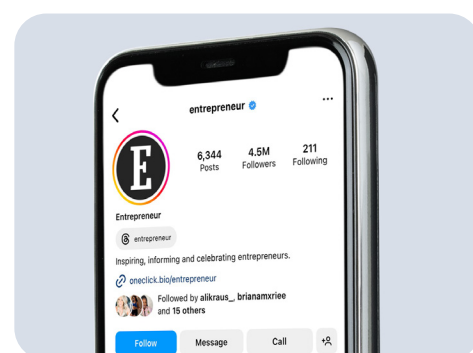 entrepreneur
E
6,344
Posts
4.5M
Followers
211
Following
Entrepreneur
entrepreneur
Inspiring, informing and celebrating entrepreneurs.
oneclick.bio/entrepreneur
Followed by alikraus_, brianamxriee
and 15 others
Follow
Message
Call